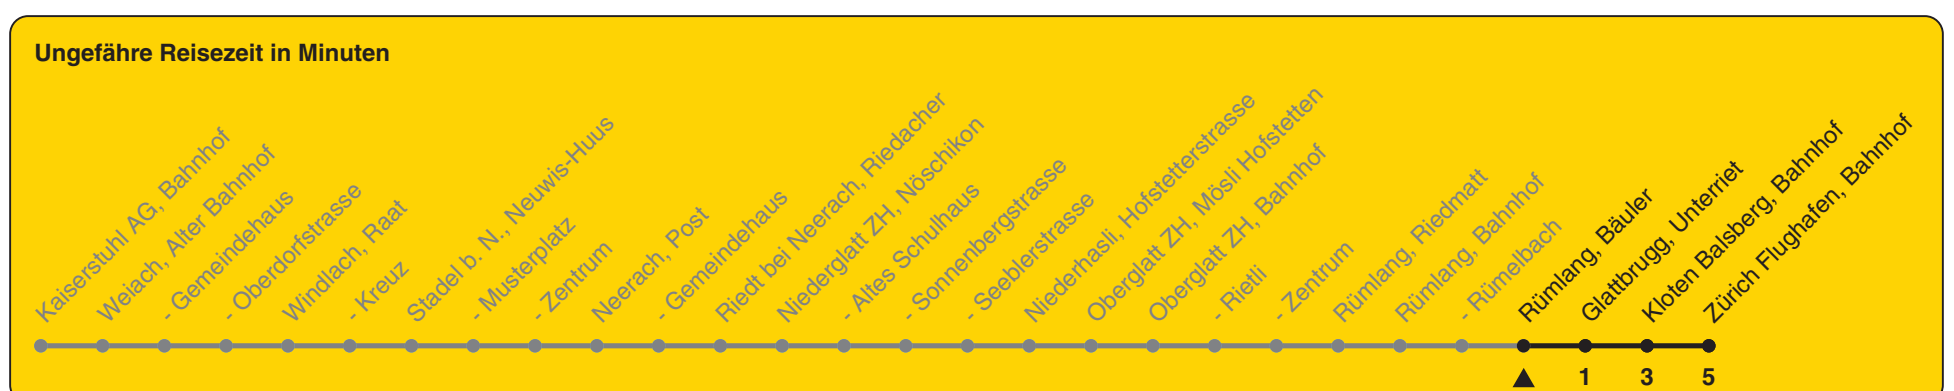 Ungefähre Reisezeit in Minuten
Kaiserstuhl AG, Bahnhof
Weiach, Alter Bahnhof
- Gemeindehaus
- Oberdorfstrasse
Windlach, Raat
- Kreuz
Stadel b. N., Neuwis-Huus
- Musterplatz
- Zentrum
Neerach, Post
- Gemeindehaus
Riedt bei Neerach, Riedacher
Niederglatt ZH, Nöschikon
- Altes Schulhaus
- Sonnenbergstrasse
- Seeblerstrasse
Niederhasli, Hofstetterstrasse
Oberglatt ZH, Mösli Hofstetten
Oberglatt ZH, Bahnhof
- Rietli
- Zentrum
Rümlang, Riedmatt
Rümlang, Bahnhof
- Rümelbach
Rümlang, Bäuler
Glattbrugg, Unterriet
Kloten Balsberg, Bahnhof
Zürich Flughafen, Bahnhof
1 3 5